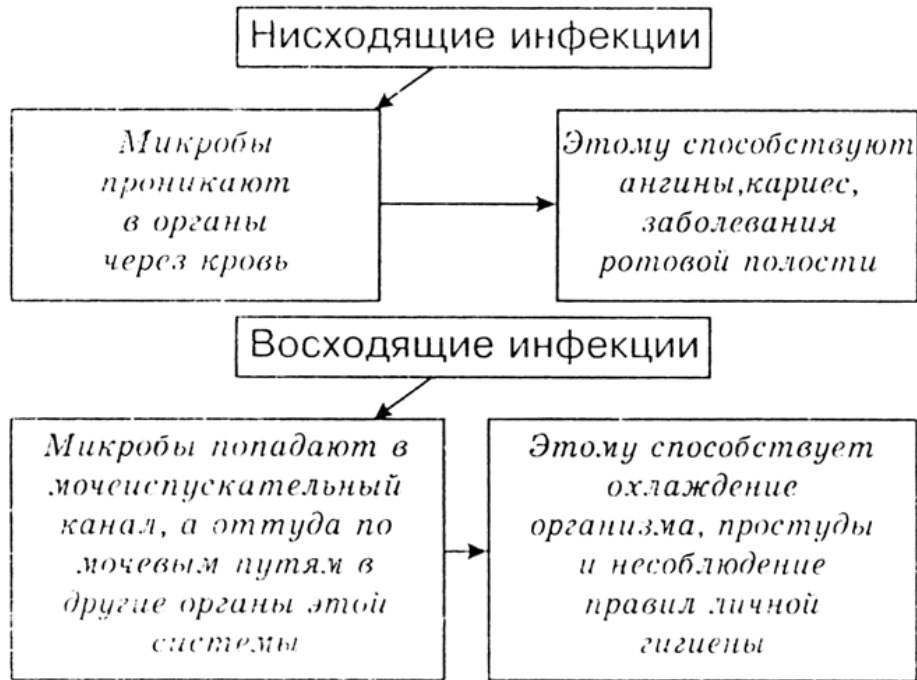 Нисходящие инфекции
Микробы
проникают
в органы
через кровь
Этому способствуют
ангины,кариес,
заболевания
ротовой полости
Восходящие инфекции
Микробы попадают в
мочеиспускательный
канал, а оттуда по
мочевым путям в
другие органы этой
системы
Этому способствует
охлаждение
организма, простуды
и несоблюдение
правил личной
гигиены